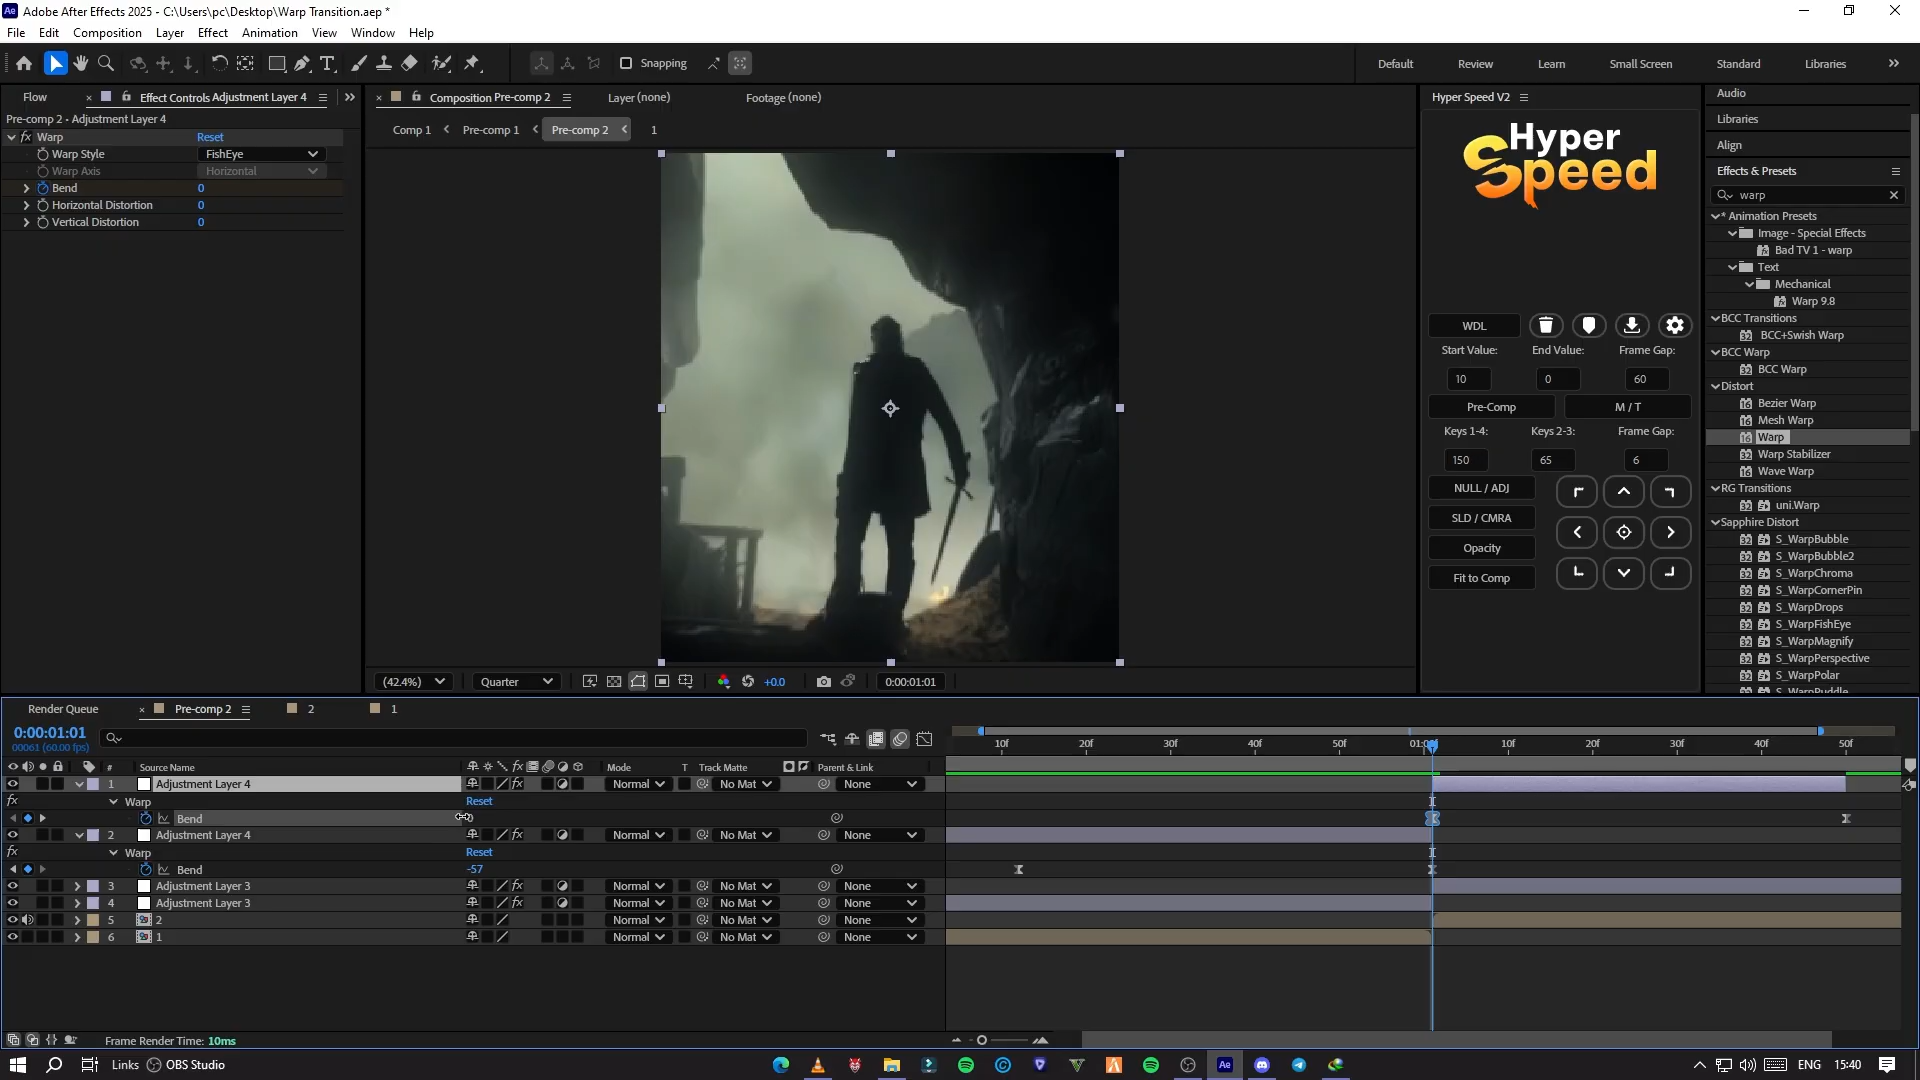 Adobe After Effects 2025 - C:\Users\pc\Desktop\Warp Transition.aep *
File Edit Composition Layer Effect Animation View Window Help
Snapping
Default Review Learn Small Screen Standard Libraries
Flow Effect Controls Adjustment Layer 4
Pre-comp 2 - Adjustment Layer 4
fx Warp Reset
Warp Style FishEye
Warp Axis Horizontal
Bend 0
Horizontal Distortion 0
Vertical Distortion 0
Composition Pre-comp 2 Layer (none) Footage (none)
Comp 1 Pre-comp 1 Pre-comp 2 1
(42.4%) Quarter +0.0 0:00:01:01
Hyper Speed V2
Hyper
Speed
WDL
Start Value: End Value: Frame Gap:
10 0 60
Pre-Comp M / T
Keys 1-4: Keys 2-3: Frame Gap:
150 65 6
NULL / ADJ
SLD / CMRA
Opacity
Fit to Comp
Audio
Libraries
Align
Effects & Presets
warp
* Animation Presets
Image - Special Effects
Bad TV 1 - warp
Text
Mechanical
Warp 9.8
BCC Transitions
BCC+Swish Warp
BCC Warp
BCC Warp
Distort
Bezier Warp
Mesh Warp
Warp
Warp Stabilizer
Wave Warp
RG Transitions
uni.Warp
Sapphire Distort
S_WarpBubble
S_WarpBubble2
S_WarpChroma
S_WarpCornerPin
S_WarpDrops
S_WarpFishEye
S_WarpMagnify
S_WarpPerspective
S_WarpPolar
S_WarpPuddle
Render Queue Pre-comp 2 2 1
0:00:01:01
00061 (60.00 fps)
10f 20f 30f 40f 50f 10f 20f 30f 40f 50f
# Source Name Mode T Track Matte Parent & Link
1 Adjustment Layer 4 Normal No Mat None
fx Warp Reset
Bend
2 Adjustment Layer 4 Normal No Mat None
fx Warp Reset
Bend -57
3 Adjustment Layer 3 Normal No Mat None
4 Adjustment Layer 3 Normal No Mat None
5 2 Normal No Mat None
6 1 Normal No Mat None
Frame Render Time: 10ms
Links OBS Studio ENG 15:40